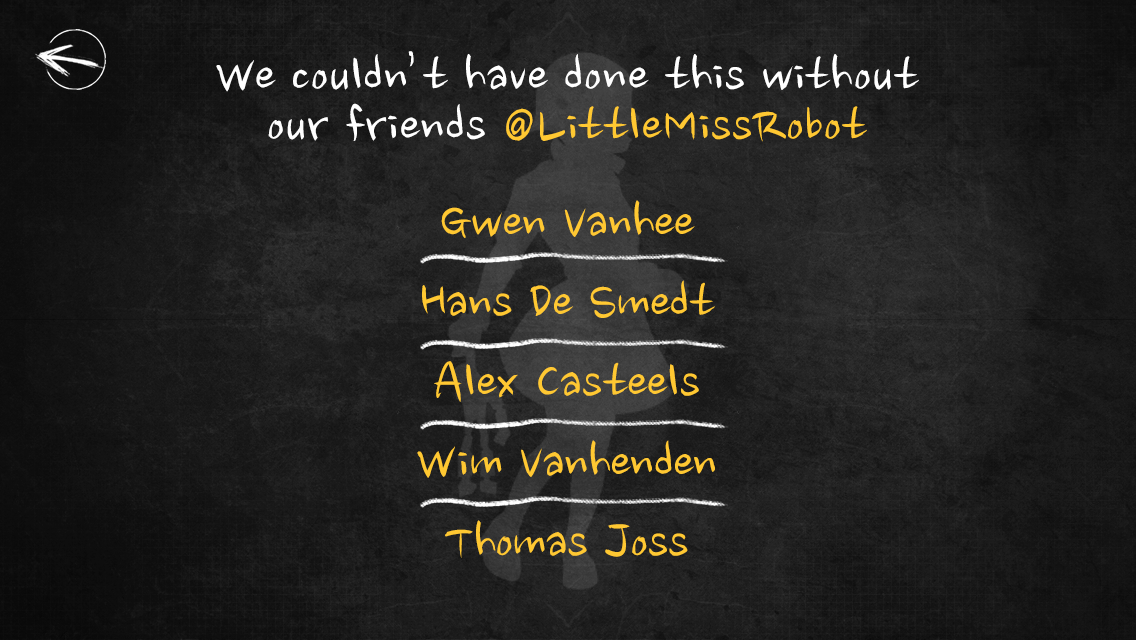 We couldn't have done this without
our friends @LittleMissRobot
Gwen Vanhee
Hans De Smedt
Alex Casteels
Wim Vanhenden
Thomas Joss